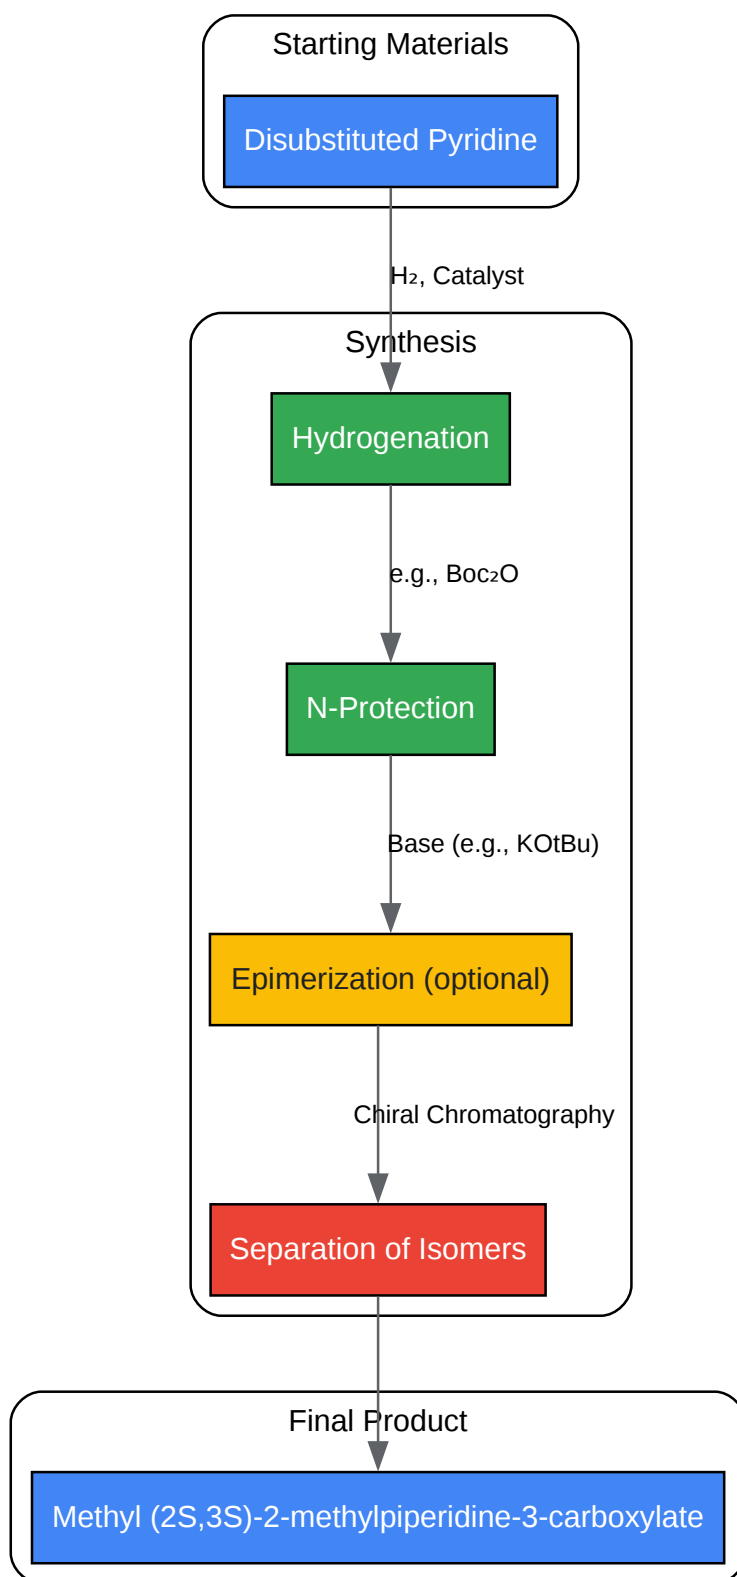 Starting Materials
Disubstituted Pyridine
H₂, Catalyst
Synthesis
Hydrogenation
e.g., Boc₂O
N-Protection
Base (e.g., KOtBu)
Epimerization (optional)
Chiral Chromatography
Separation of Isomers
Final Product
Methyl (2S,3S)-2-methylpiperidine-3-carboxylate